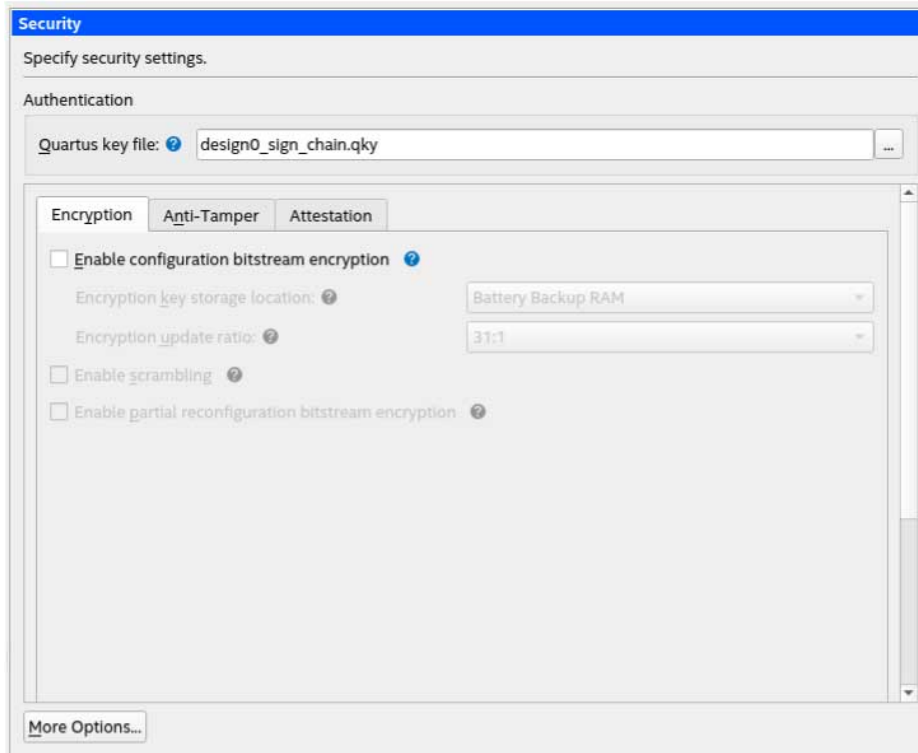 Security
Specify security settings.
Authentication
Quartus key file: ? design0_sign_chain.qky ...
Encryption Anti-Tamper Attestation
Enable configuration bitstream encryption ?
Encryption key storage location: ? Battery Backup RAM
Encryption update ratio: ? 31:1
Enable scrambling ?
Enable partial reconfiguration bitstream encryption ?
More Options...